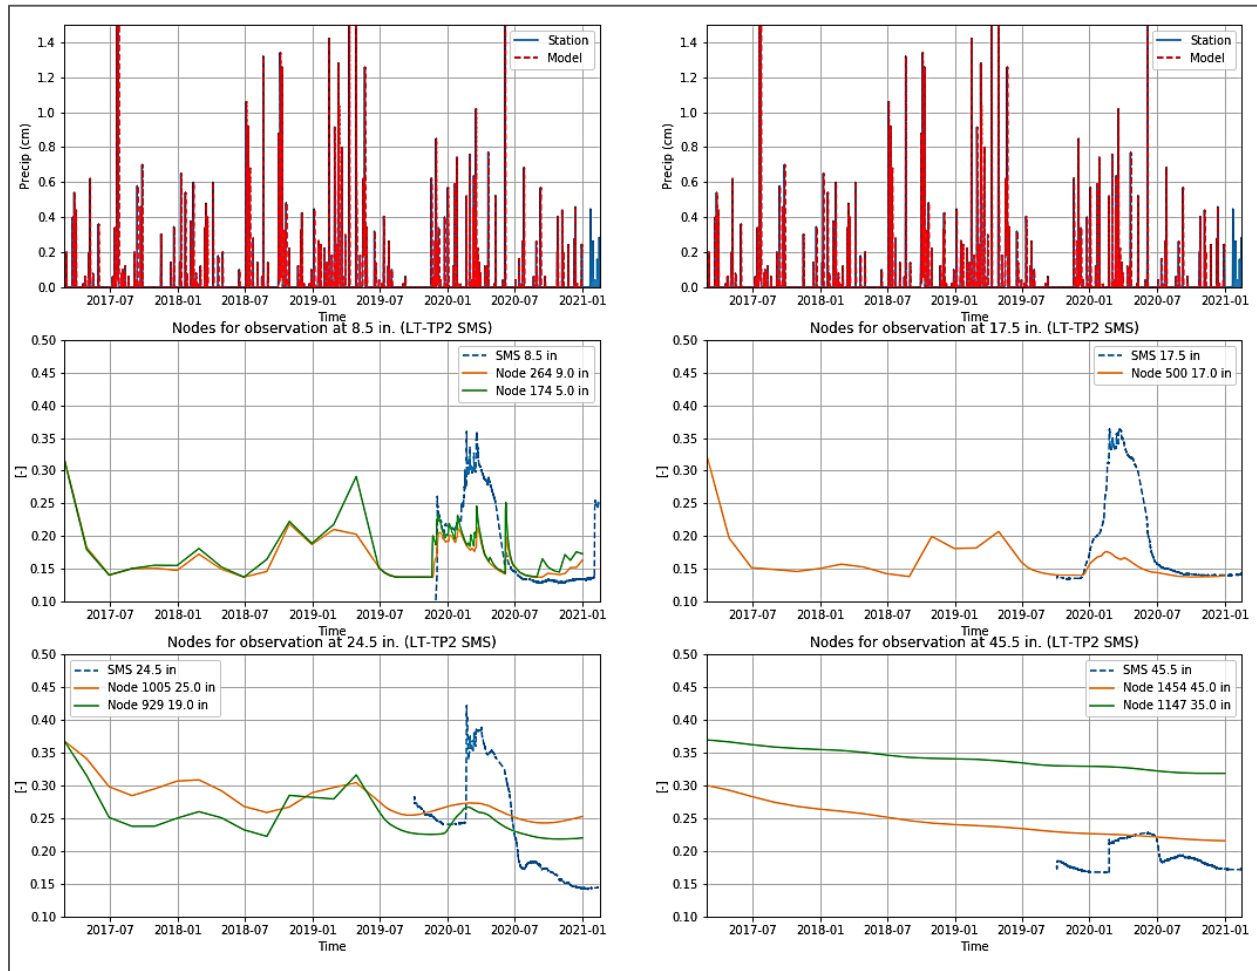 1.4
1.2
1.0
0.8
0.6
0.4
0.2
0.0
Precip (cm)
Station
Model
2017-07 2018-01 2018-07 2019-01 2019-07 2020-01 2020-07 2021-01
Time
1.4
1.2
1.0
0.8
0.6
0.4
0.2
0.0
Precip (cm)
Station
Model
2017-07 2018-01 2018-07 2019-01 2019-07 2020-01 2020-07 2021-01
Time
Nodes for observation at 8.5 in. (LT-TP2 SMS)
0.50
0.45
0.40
0.35
0.30
0.25
0.20
0.15
0.10
[-]
SMS 8.5 in
Node 264 9.0 in
Node 174 5.0 in
2017-07 2018-01 2018-07 2019-01 2019-07 2020-01 2020-07 2021-01
Time
Nodes for observation at 17.5 in. (LT-TP2 SMS)
0.50
0.45
0.40
0.35
0.30
0.25
0.20
0.15
0.10
[-]
SMS 17.5 in
Node 500 17.0 in
2017-07 2018-01 2018-07 2019-01 2019-07 2020-01 2020-07 2021-01
Time
Nodes for observation at 24.5 in. (LT-TP2 SMS)
0.50
0.45
0.40
0.35
0.30
0.25
0.20
0.15
0.10
[-]
SMS 24.5 in
Node 1005 25.0 in
Node 929 19.0 in
2017-07 2018-01 2018-07 2019-01 2019-07 2020-01 2020-07 2021-01
Time
Nodes for observation at 45.5 in. (LT-TP2 SMS)
0.50
0.45
0.40
0.35
0.30
0.25
0.20
0.15
0.10
[-]
SMS 45.5 in
Node 1454 45.0 in
Node 1147 35.0 in
2017-07 2018-01 2018-07 2019-01 2019-07 2020-01 2020-07 2021-01
Time